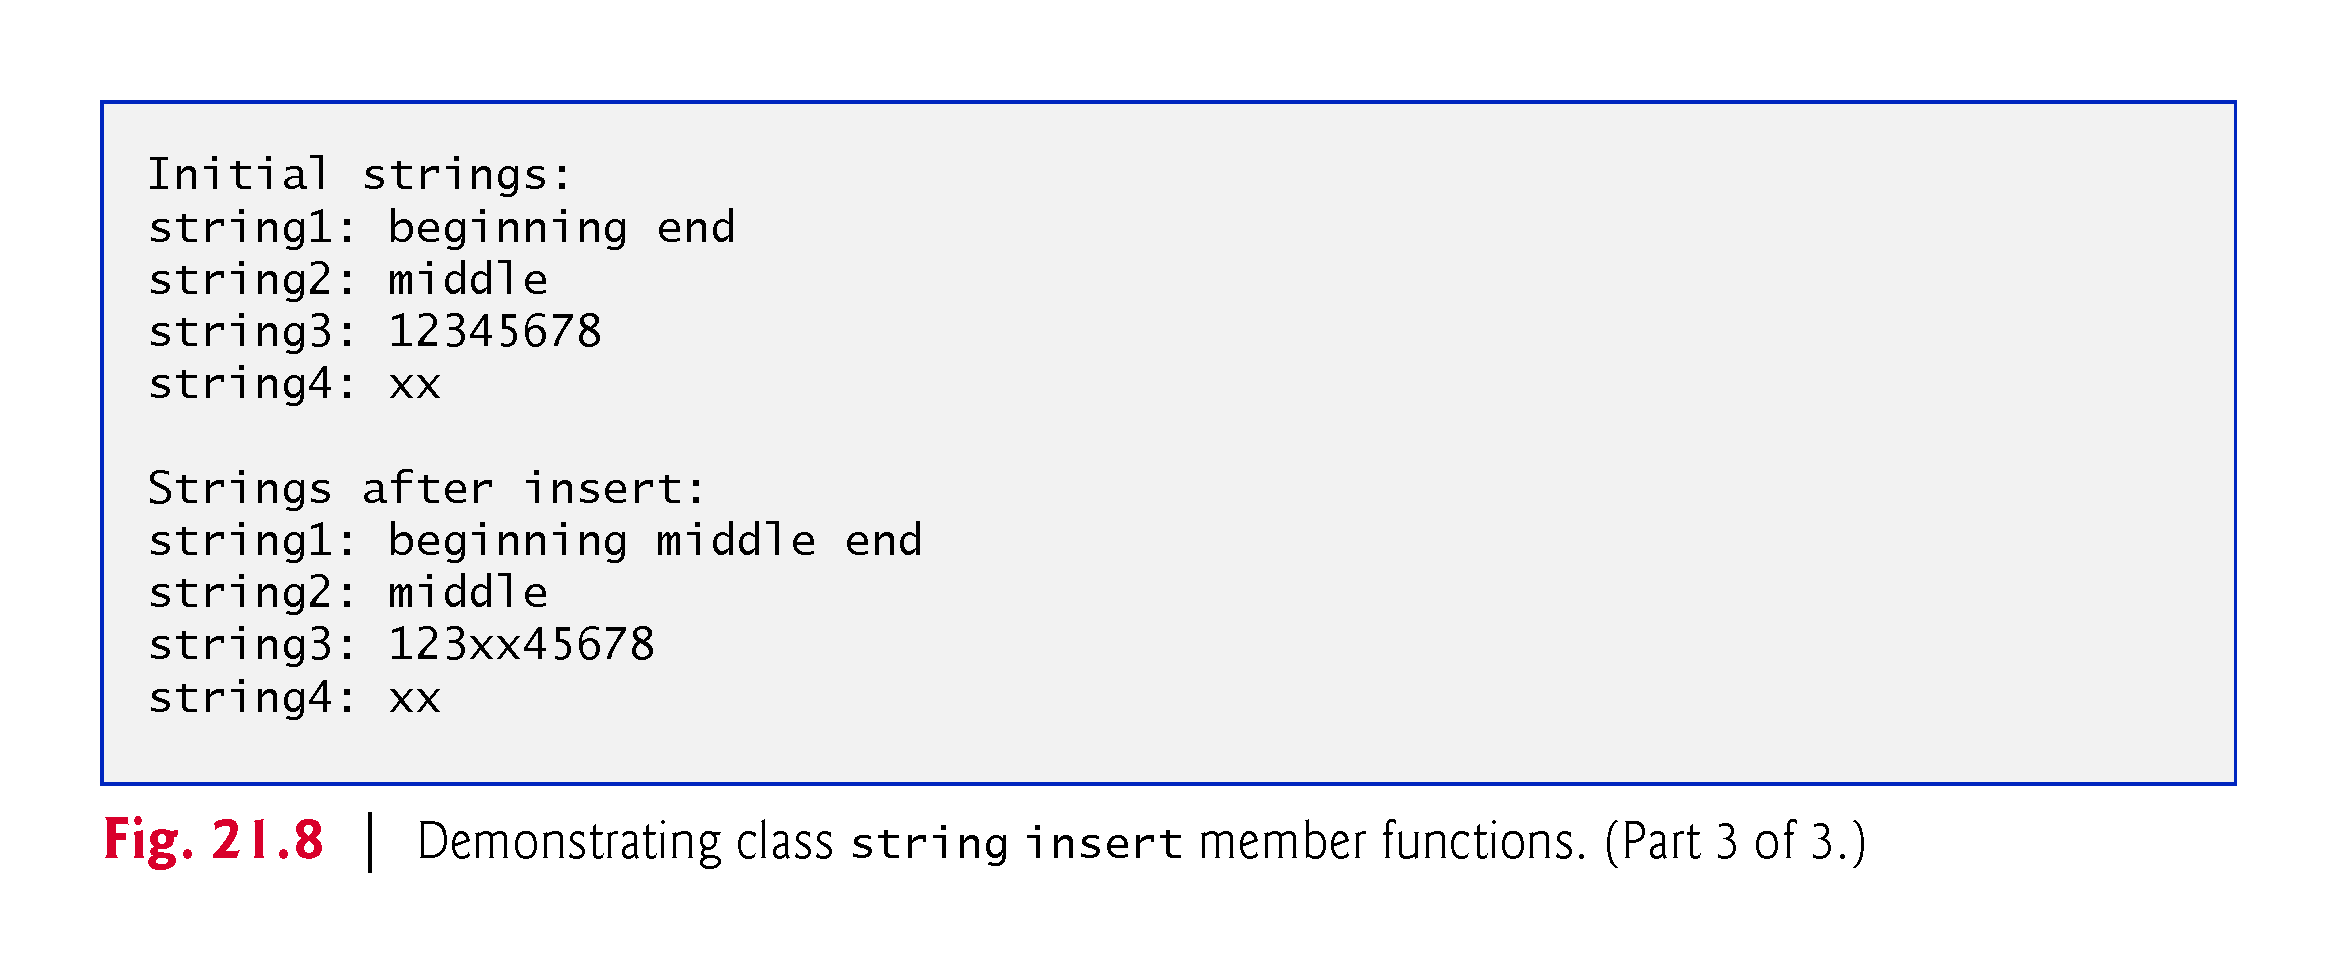 Initial strings:
string1: beginning end
string2: middle
string3: 12345678
string4: xx

Strings after insert:
string1: beginning middle end
string2: middle
string3: 123xx45678
string4: xx

Fig. 21.8 | Demonstrating class string insert member functions. (Part 3 of 3.)